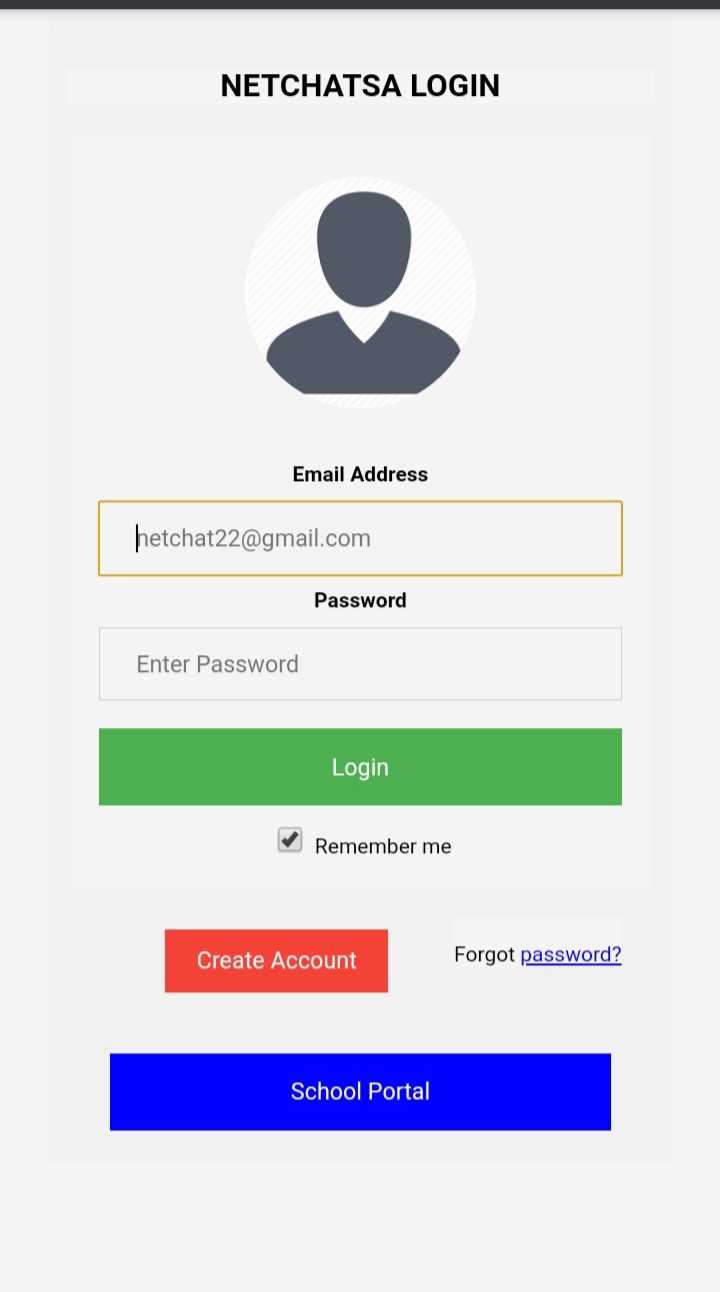 NETCHATSA LOGIN
Email Address
netchat22@gmail.com
Password
Enter Password
Login
Remember me
Create Account
Forgot password?
School Portal